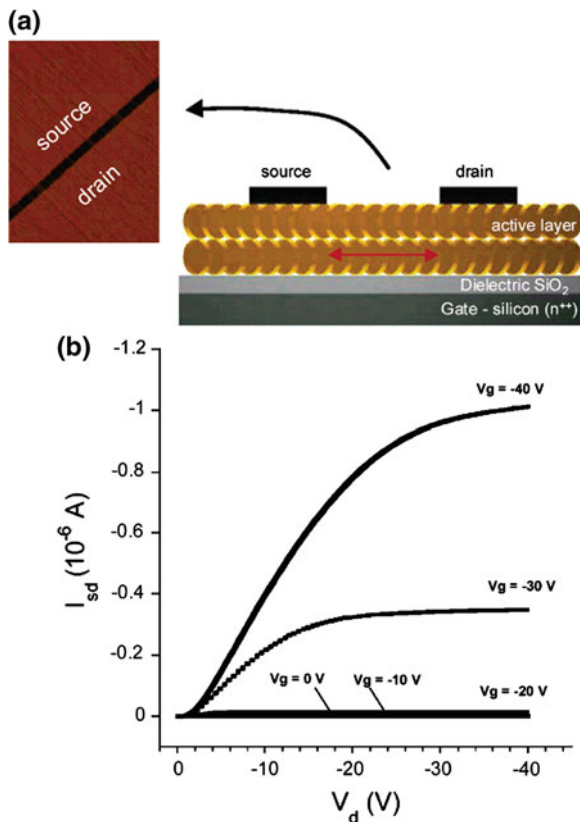 (a)
source
drain
source
drain
active layer
Dielectric SiO₂
Gate - silicon (n⁺⁺)
(b)
-1.2
-1
-0.8
-0.6
-0.4
-0.2
0
I_sd (10⁻⁶ A)
Vg = -40 V
Vg = -30 V
Vg = 0 V
Vg = -10 V
Vg = -20 V
0
-10
-20
-30
-40
V_d (V)